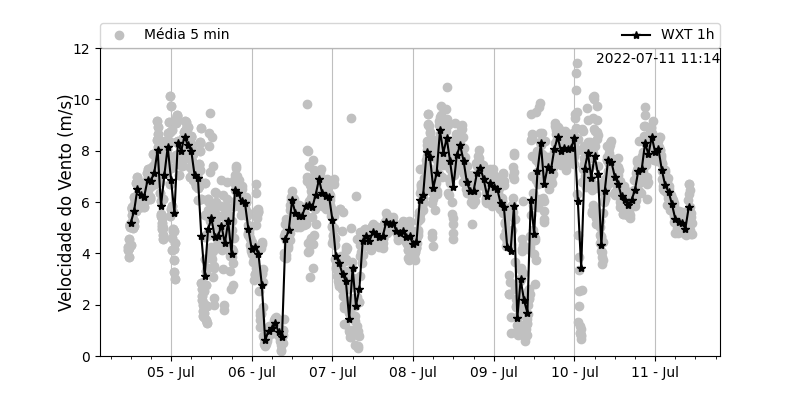 Média 5 min
WXT 1h
2022-07-11 11:14
Velocidade do Vento (m/s)
12
10
8
6
4
2
0
05 - Jul
06 - Jul
07 - Jul
08 - Jul
09 - Jul
10 - Jul
11 - Jul